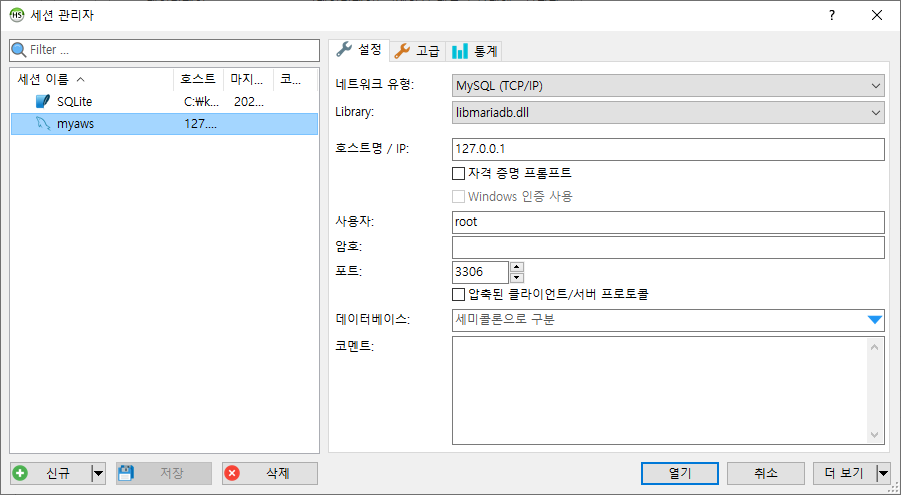 HS 세션 관리자 ?
Filter ...
세션 이름 호스트 마지... 코...
SQLite C:₩k... 202...
myaws 127....
설정 고급 통계
네트워크 유형: MySQL (TCP/IP)
Library: libmariadb.dll
호스트명 / IP: 127.0.0.1
자격 증명 프롬프트
Windows 인증 사용
사용자: root
암호:
포트: 3306
압축된 클라이언트/서버 프로토콜
데이터베이스: 세미콜론으로 구분
코멘트:
신규 저장 삭제 열기 취소 더 보기